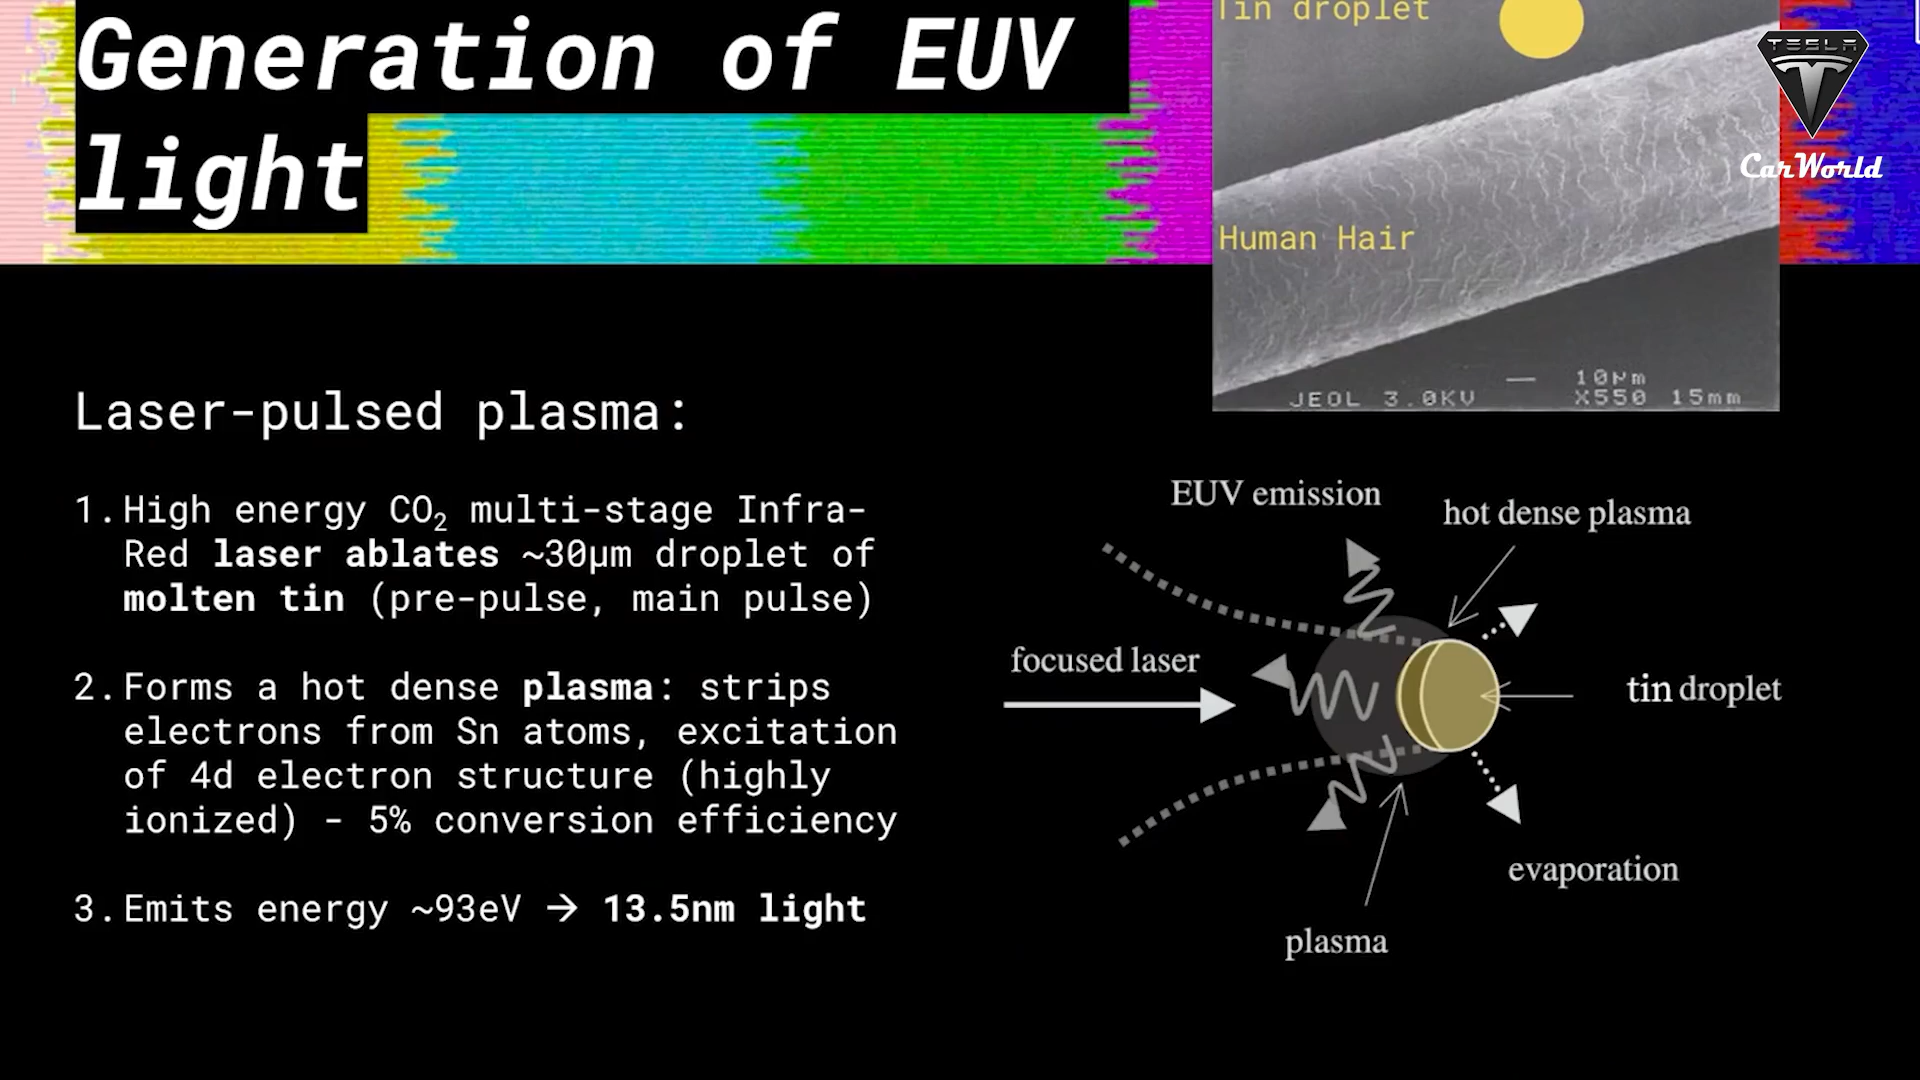 Generation of EUV
light
Tin droplet
Human Hair
10µm
JEOL 3.0KV X550 15mm
TESLA
CarWorld
Laser-pulsed plasma:
1. High energy CO₂ multi-stage Infra-
Red laser ablates ~30µm droplet of
molten tin (pre-pulse, main pulse)
2. Forms a hot dense plasma: strips
electrons from Sn atoms, excitation
of 4d electron structure (highly
ionized) - 5% conversion efficiency
3. Emits energy ~93eV → 13.5nm light
EUV emission
hot dense plasma
focused laser
tin droplet
evaporation
plasma